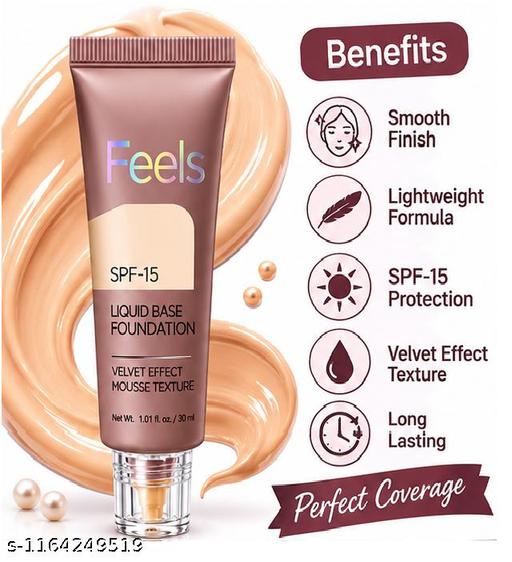 Feels
SPF-15
LIQUID BASE
FOUNDATION
VELVET EFFECT
MOUSSE TEXTURE
Net Wt. 1.01 fl. oz. / 30 ml
Benefits
Smooth
Finish
Lightweight
Formula
SPF-15
Protection
Velvet Effect
Texture
Long
Lasting
Perfect Coverage
s-1164249519